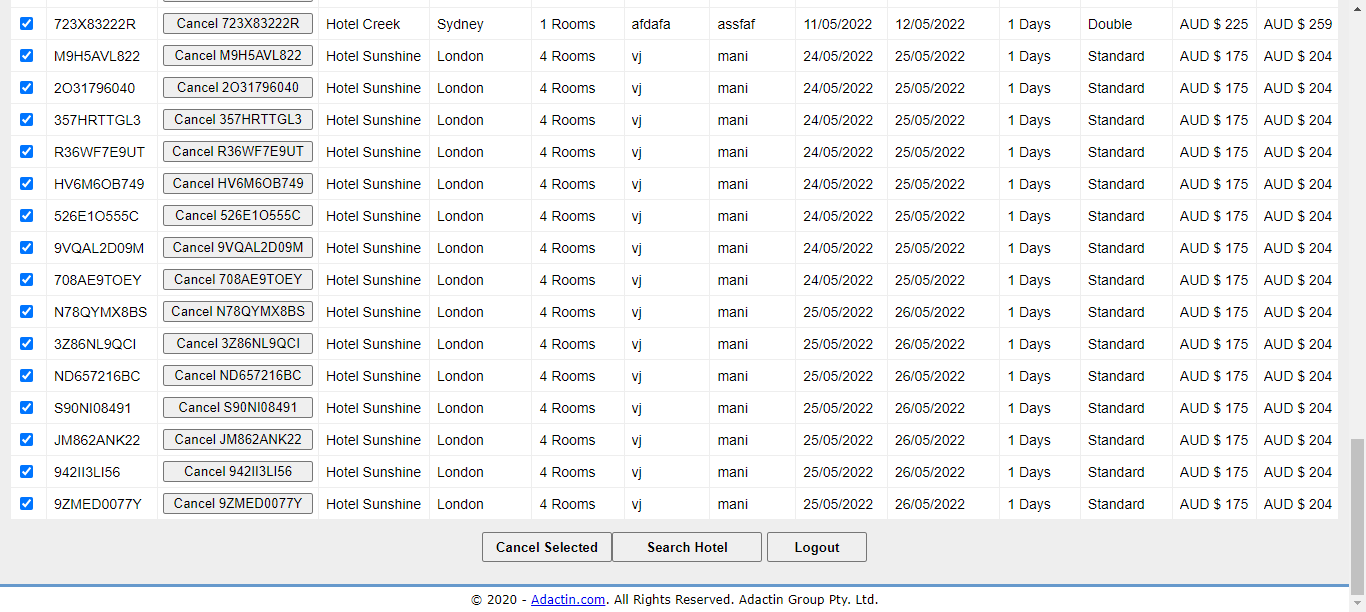 723X83222R Cancel 723X83222R Hotel Creek Sydney 1 Rooms afdafa assfaf 11/05/2022 12/05/2022 1 Days Double AUD $ 225 AUD $ 259
M9H5AVL822 Cancel M9H5AVL822 Hotel Sunshine London 4 Rooms vj mani 24/05/2022 25/05/2022 1 Days Standard AUD $ 175 AUD $ 204
2O31796040 Cancel 2O31796040 Hotel Sunshine London 4 Rooms vj mani 24/05/2022 25/05/2022 1 Days Standard AUD $ 175 AUD $ 204
357HRTTGL3 Cancel 357HRTTGL3 Hotel Sunshine London 4 Rooms vj mani 24/05/2022 25/05/2022 1 Days Standard AUD $ 175 AUD $ 204
R36WF7E9UT Cancel R36WF7E9UT Hotel Sunshine London 4 Rooms vj mani 24/05/2022 25/05/2022 1 Days Standard AUD $ 175 AUD $ 204
HV6M6OB749 Cancel HV6M6OB749 Hotel Sunshine London 4 Rooms vj mani 24/05/2022 25/05/2022 1 Days Standard AUD $ 175 AUD $ 204
526E1O555C Cancel 526E1O555C Hotel Sunshine London 4 Rooms vj mani 24/05/2022 25/05/2022 1 Days Standard AUD $ 175 AUD $ 204
9VQAL2D09M Cancel 9VQAL2D09M Hotel Sunshine London 4 Rooms vj mani 24/05/2022 25/05/2022 1 Days Standard AUD $ 175 AUD $ 204
708AE9TOEY Cancel 708AE9TOEY Hotel Sunshine London 4 Rooms vj mani 24/05/2022 25/05/2022 1 Days Standard AUD $ 175 AUD $ 204
N78QYMX8BS Cancel N78QYMX8BS Hotel Sunshine London 4 Rooms vj mani 25/05/2022 26/05/2022 1 Days Standard AUD $ 175 AUD $ 204
3Z86NL9QCI Cancel 3Z86NL9QCI Hotel Sunshine London 4 Rooms vj mani 25/05/2022 26/05/2022 1 Days Standard AUD $ 175 AUD $ 204
ND657216BC Cancel ND657216BC Hotel Sunshine London 4 Rooms vj mani 25/05/2022 26/05/2022 1 Days Standard AUD $ 175 AUD $ 204
S90NI08491 Cancel S90NI08491 Hotel Sunshine London 4 Rooms vj mani 25/05/2022 26/05/2022 1 Days Standard AUD $ 175 AUD $ 204
JM862ANK22 Cancel JM862ANK22 Hotel Sunshine London 4 Rooms vj mani 25/05/2022 26/05/2022 1 Days Standard AUD $ 175 AUD $ 204
942II3LI56 Cancel 942II3LI56 Hotel Sunshine London 4 Rooms vj mani 25/05/2022 26/05/2022 1 Days Standard AUD $ 175 AUD $ 204
9ZMED0077Y Cancel 9ZMED0077Y Hotel Sunshine London 4 Rooms vj mani 25/05/2022 26/05/2022 1 Days Standard AUD $ 175 AUD $ 204
Cancel Selected Search Hotel Logout
© 2020 - Adactin.com. All Rights Reserved. Adactin Group Pty. Ltd.